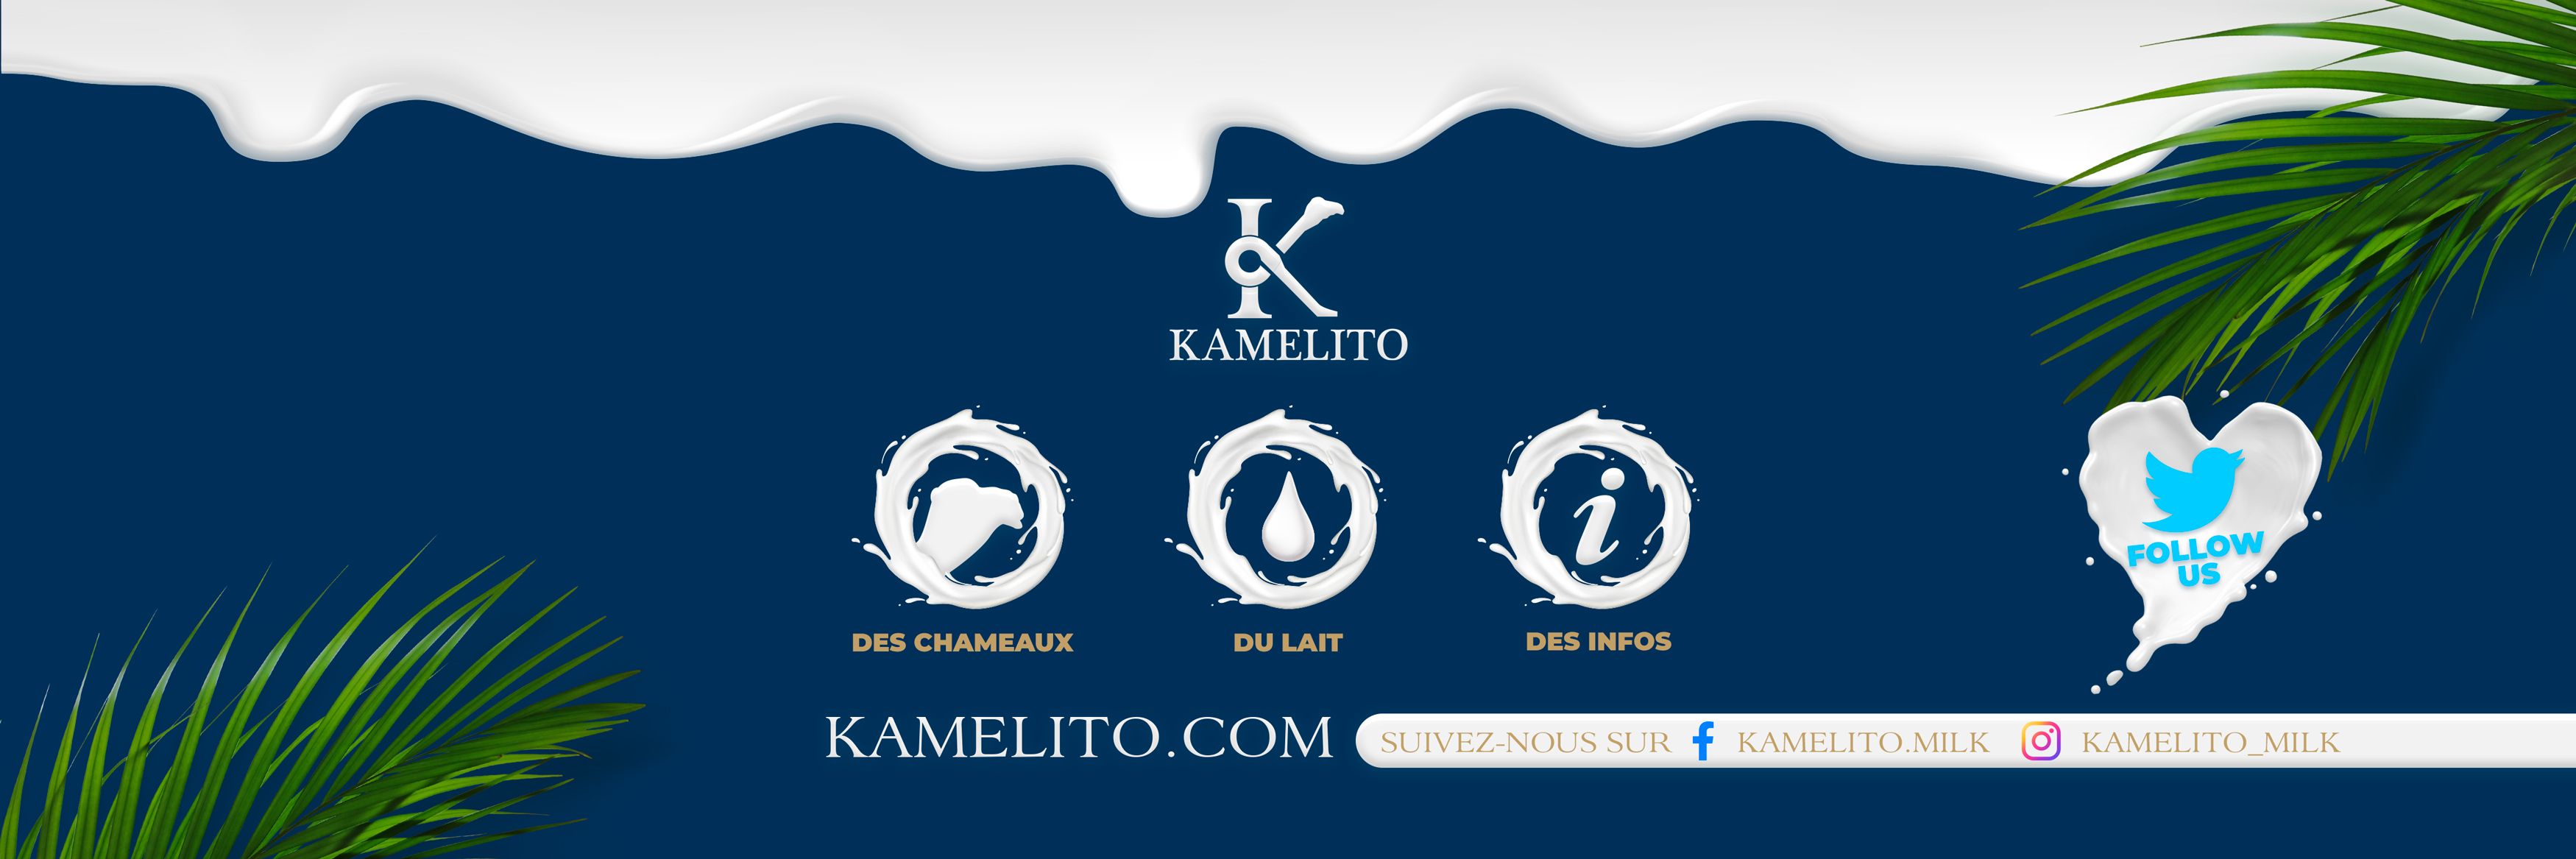 KAMELITO
DES CHAMEAUX
DU LAIT
DES INFOS
FOLLOW
US
KAMELITO.COM
SUIVEZ-NOUS SUR KAMELITO.MILK KAMELITO_MILK